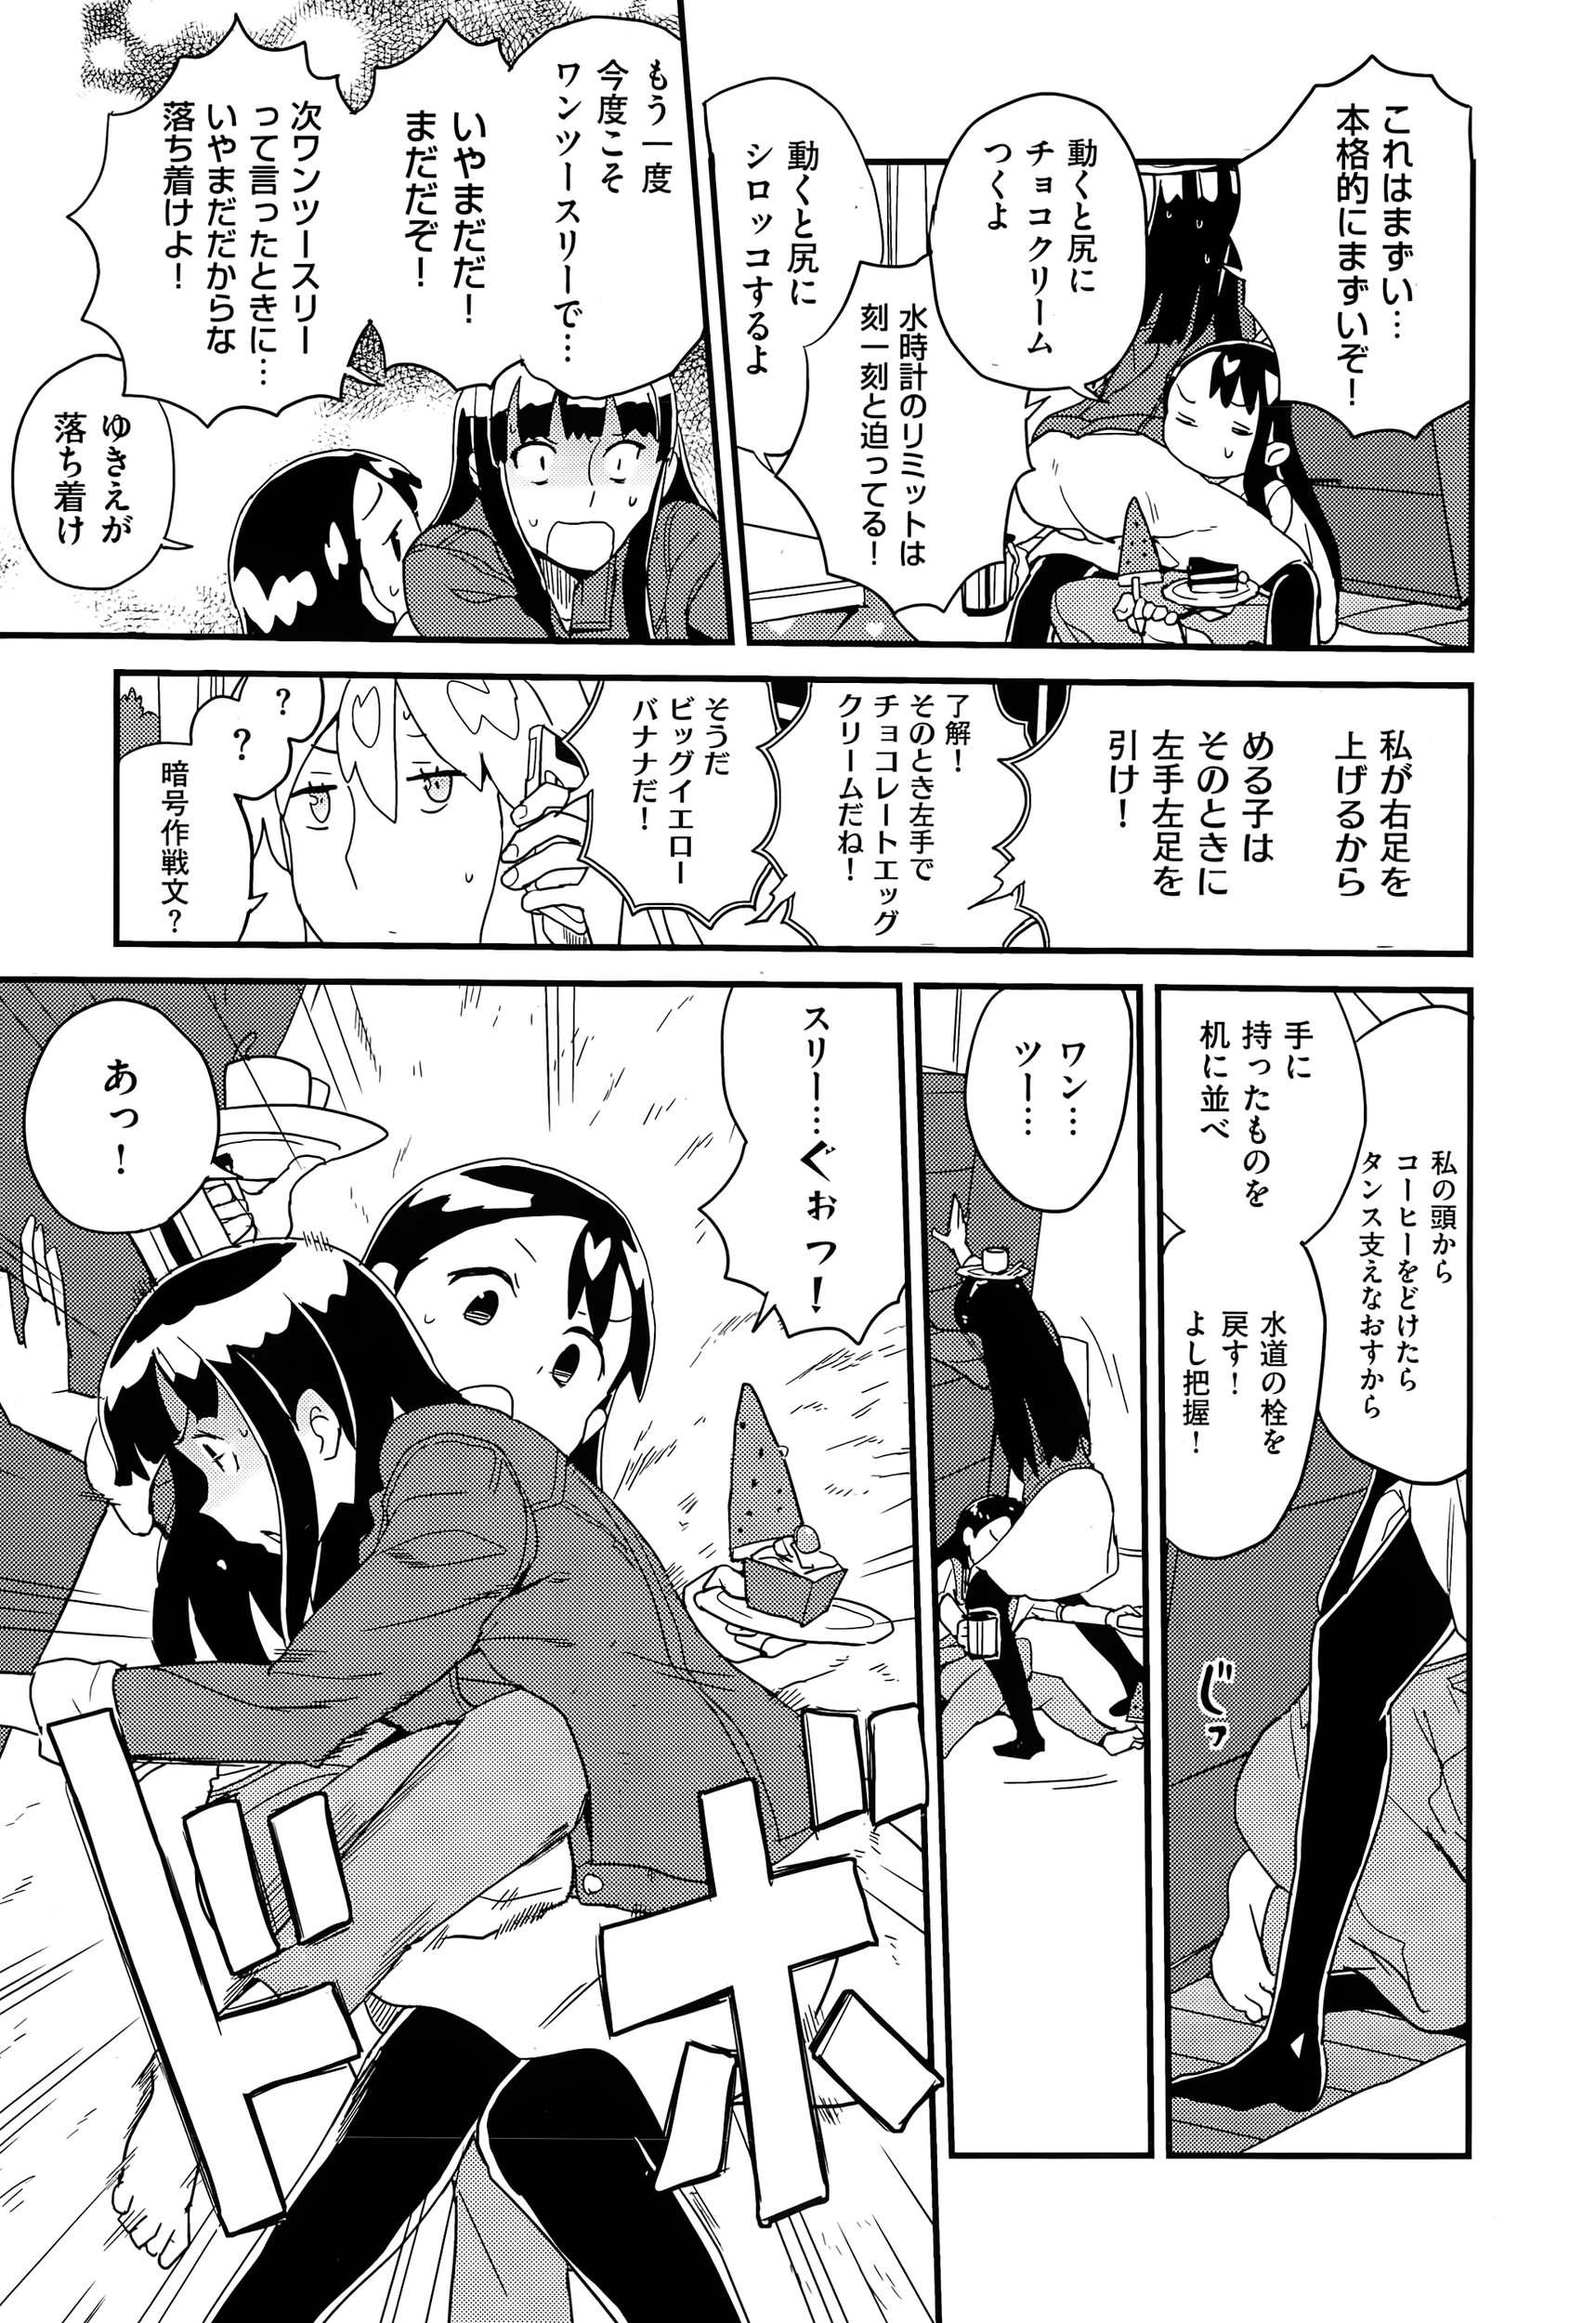 これはまずい…
本格的にまずいぞ！
動くと尻に
チョコクリーム
つくよ
水時計のリミットは
刻一刻と迫ってる！
動くと尻に
シロッコするよ
もう一度
今度こそ
ワンツースリーで…
いやまだだ！
まだだぞ！
次ワンツースリー
って言ったときに…
いやまだだからな
落ち着けよ！
ゆきえが
落ち着け
私が右足を
上げるから
める子は
そのときに
左手左足を
引け！
了解！
そのとき左手で
チョコレートエッグ
クリームだね！
そうだ
ビッグイエロー
バナナだ！
？
？
暗号作戦文？
私の頭から
コーヒーをどけたら
タンス支えなおすから
手に
持ったものを
机に並べ
水道の栓を
戻す！
よし把握！
じっ
ワン…
ツー…
スリー…ぐぉっ！
あっ！
ドボ